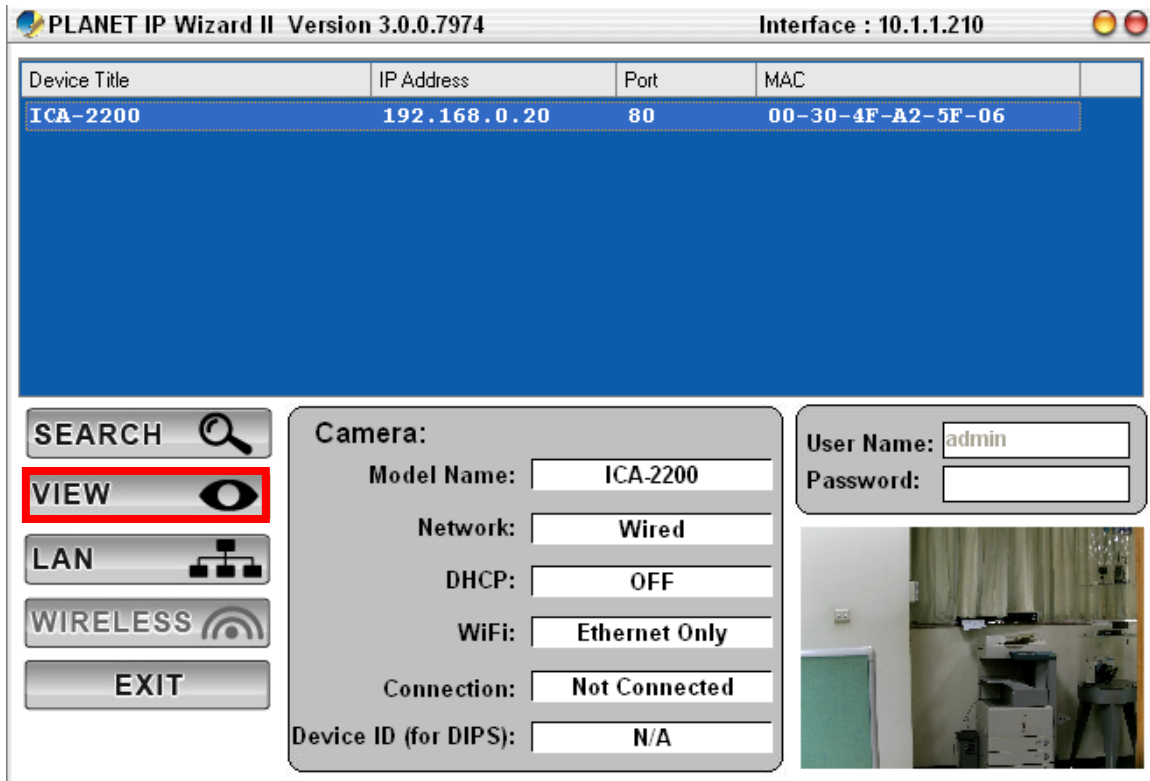 PLANET IP Wizard II Version 3.0.0.7974 Interface : 10.1.1.210
Device Title IP Address Port MAC
ICA-2200 192.168.0.20 80 00-30-4F-A2-5F-06
SEARCH
VIEW
LAN
WIRELESS
EXIT
Camera:
Model Name: ICA-2200
Network: Wired
DHCP: OFF
WiFi: Ethernet Only
Connection: Not Connected
Device ID (for DIPS): N/A
User Name: admin
Password: